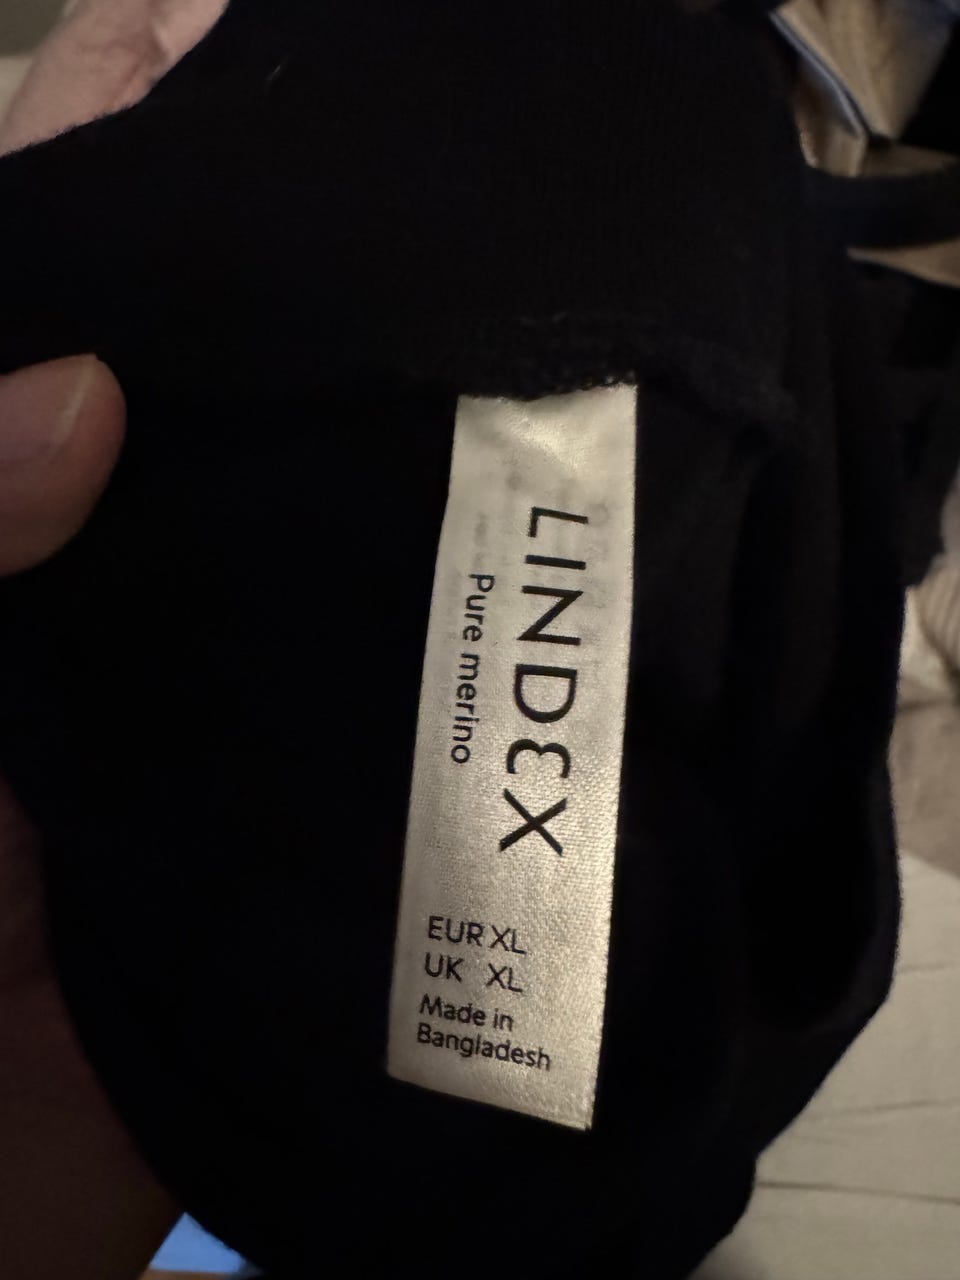 LINDEX
Pure merino
EUR XL
UK XL
Made in
Bangladesh